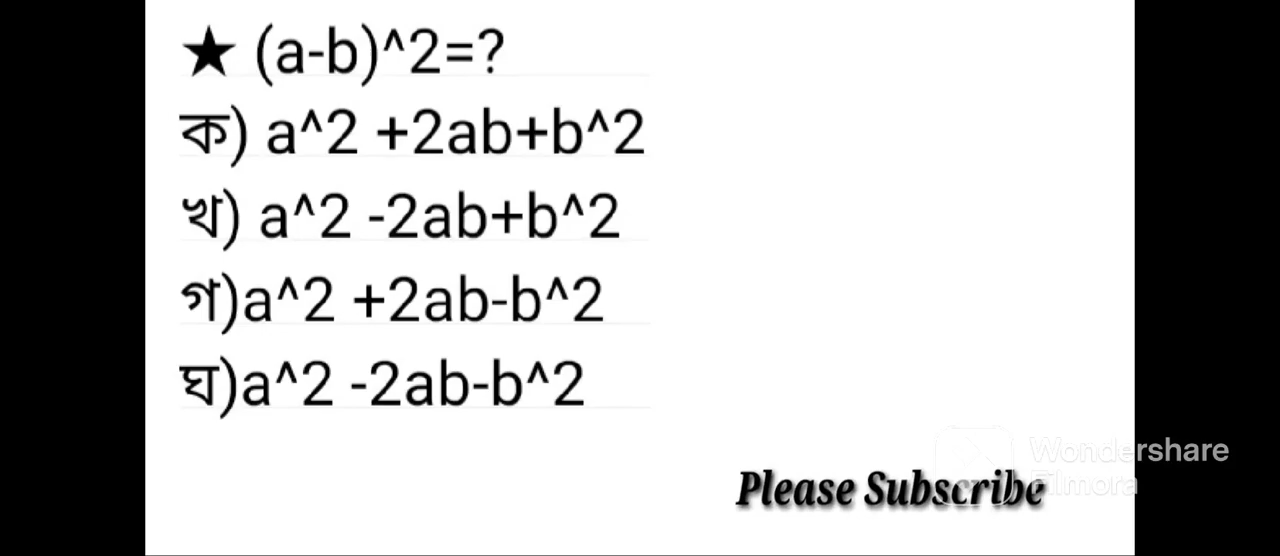 ★ (a-b)^2=?
ক) a^2 +2ab+b^2
খ) a^2 -2ab+b^2
গ)a^2 +2ab-b^2
ঘ)a^2 -2ab-b^2
Wondershare
Filmora
Please Subscribe